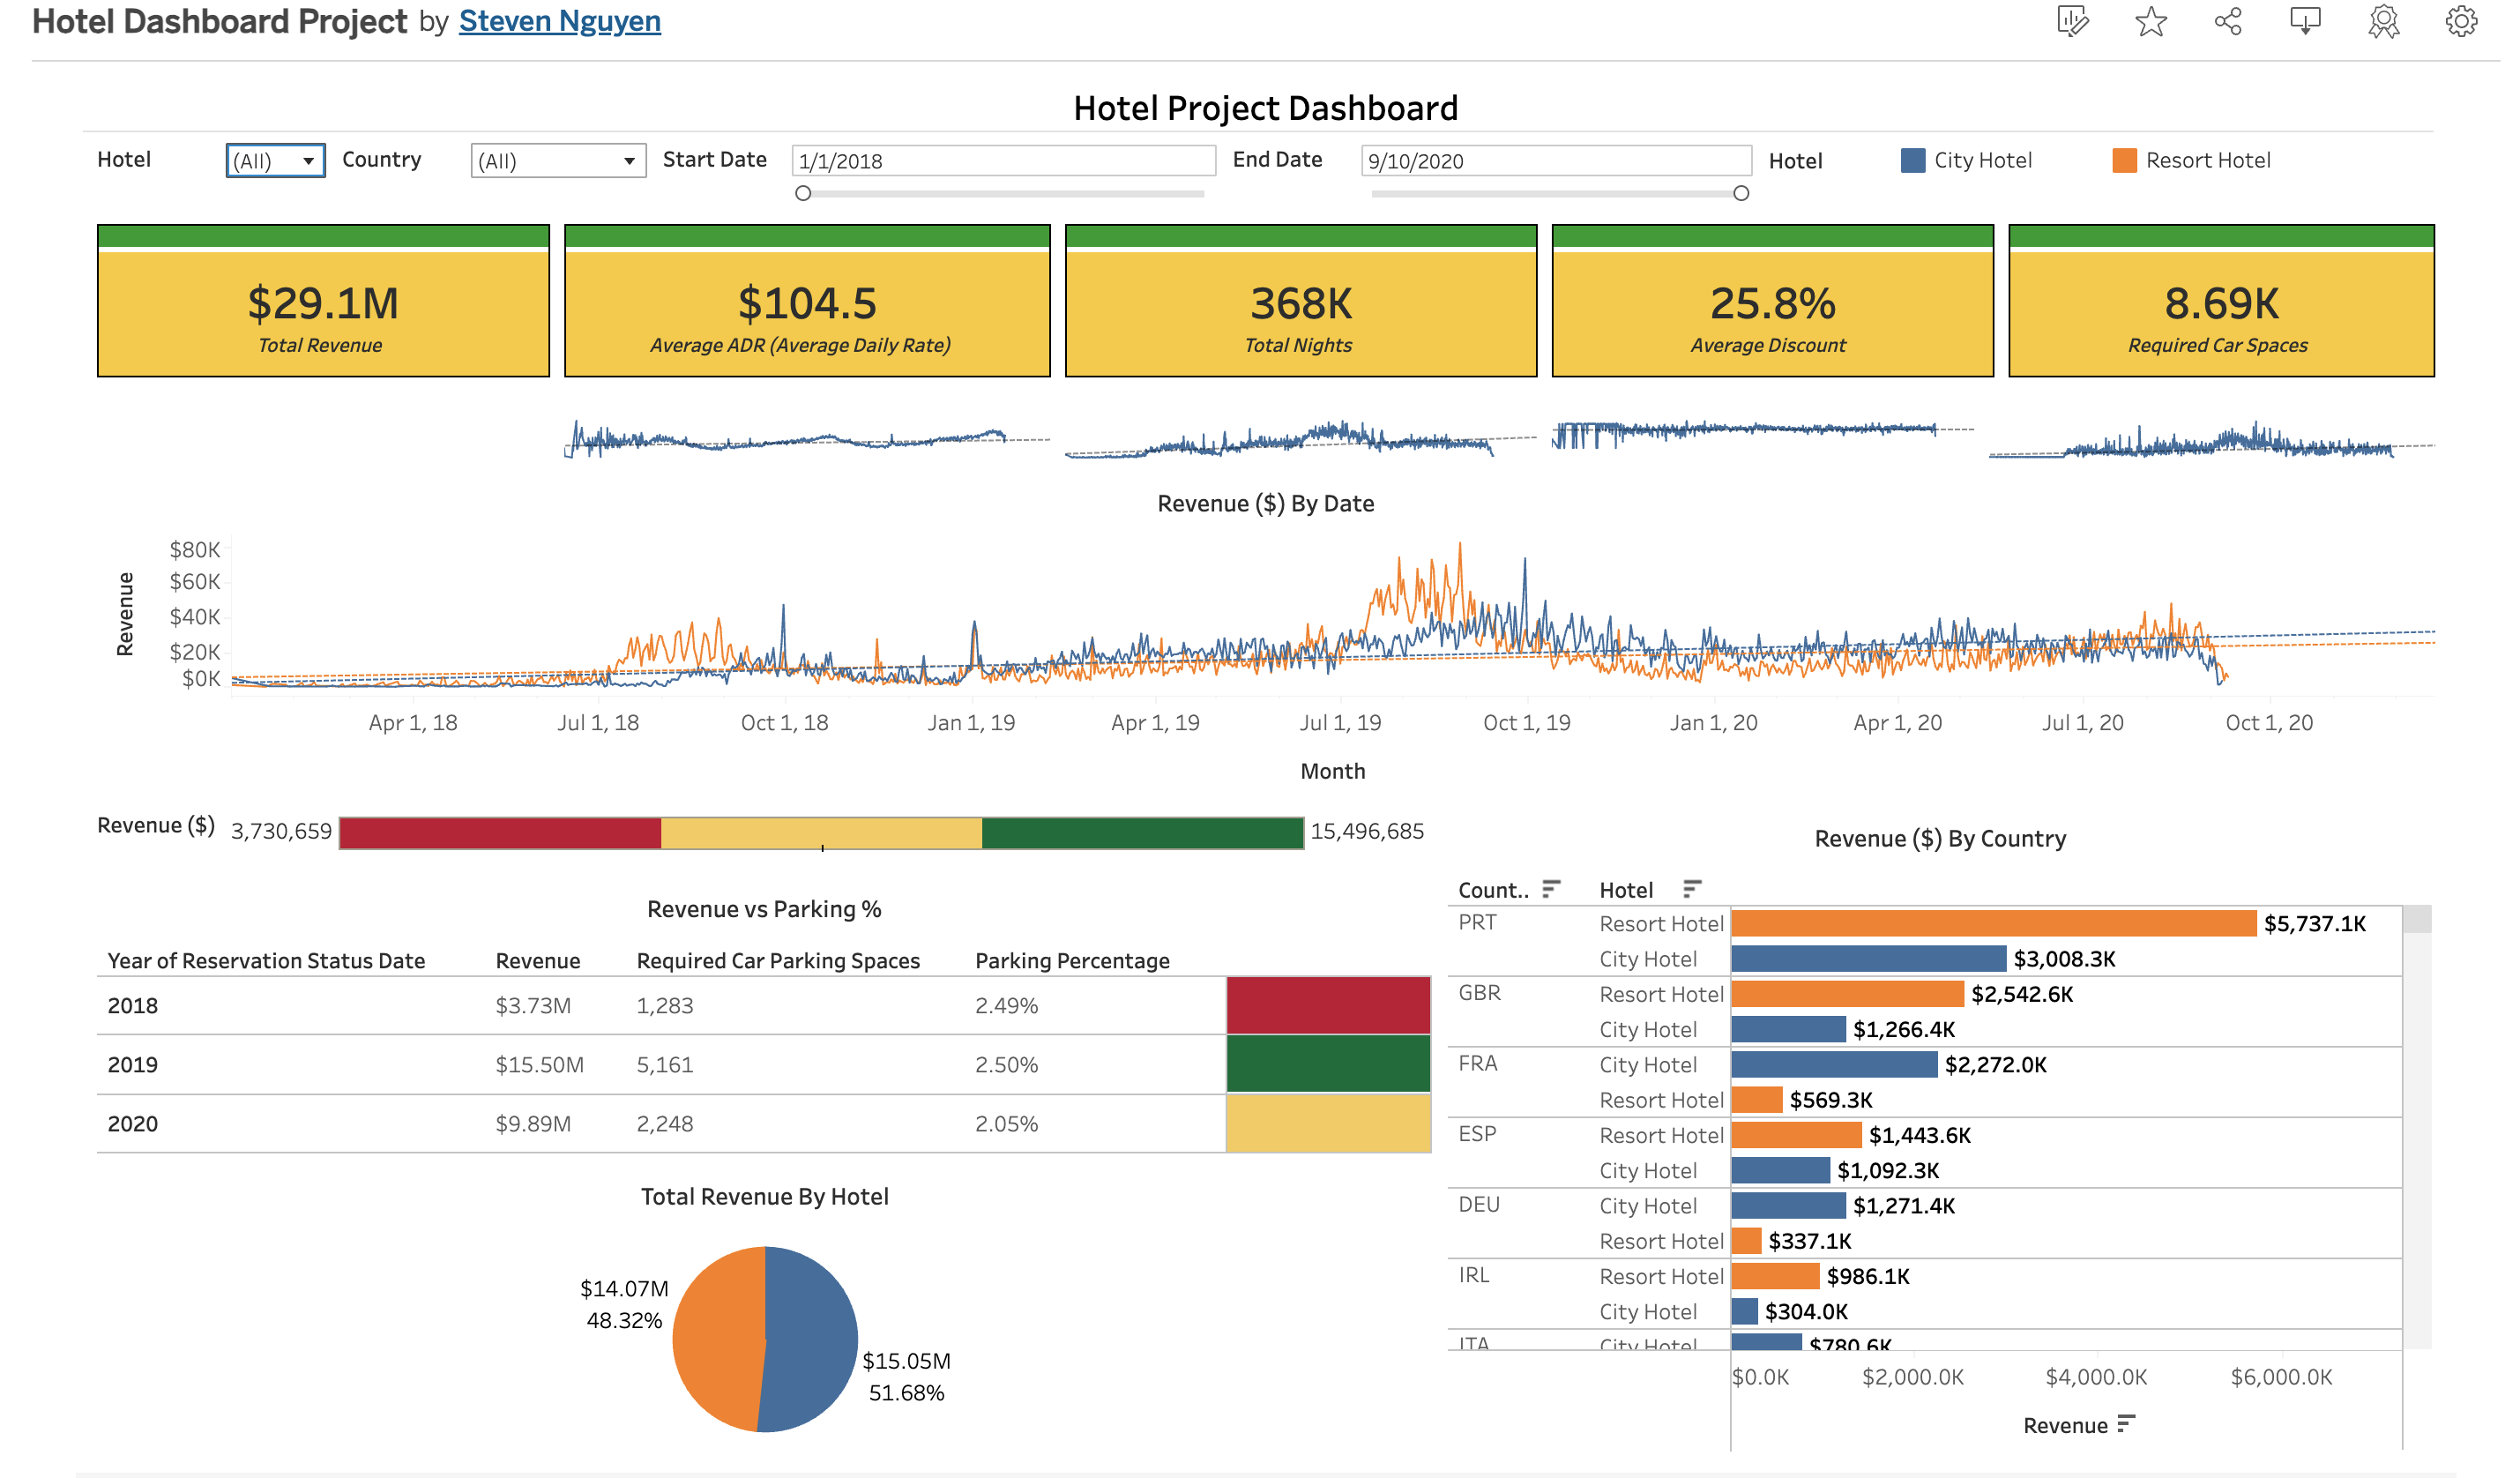 Hotel Dashboard Project by Steven Nguyen
Hotel Project Dashboard
Hotel (All) Country (All) Start Date 1/1/2018 End Date 9/10/2020 Hotel City Hotel Resort Hotel
$29.1M
Total Revenue
$104.5
Average ADR (Average Daily Rate)
368K
Total Nights
25.8%
Average Discount
8.69K
Required Car Spaces
Revenue ($) By Date
Revenue
$80K
$60K
$40K
$20K
$0K
Apr 1, 18 Jul 1, 18 Oct 1, 18 Jan 1, 19 Apr 1, 19 Jul 1, 19 Oct 1, 19 Jan 1, 20 Apr 1, 20 Jul 1, 20 Oct 1, 20
Month
Revenue ($) 3,730,659 15,496,685
Revenue vs Parking %
Year of Reservation Status Date Revenue Required Car Parking Spaces Parking Percentage
2018 $3.73M 1,283 2.49%
2019 $15.50M 5,161 2.50%
2020 $9.89M 2,248 2.05%
Total Revenue By Hotel
$14.07M
48.32%
$15.05M
51.68%
Revenue ($) By Country
Count.. Hotel
PRT Resort Hotel $5,737.1K
City Hotel $3,008.3K
GBR Resort Hotel $2,542.6K
City Hotel $1,266.4K
FRA City Hotel $2,272.0K
Resort Hotel $569.3K
ESP Resort Hotel $1,443.6K
City Hotel $1,092.3K
DEU City Hotel $1,271.4K
Resort Hotel $337.1K
IRL Resort Hotel $986.1K
City Hotel $304.0K
ITA City Hotel $780.6K
$0.0K $2,000.0K $4,000.0K $6,000.0K
Revenue